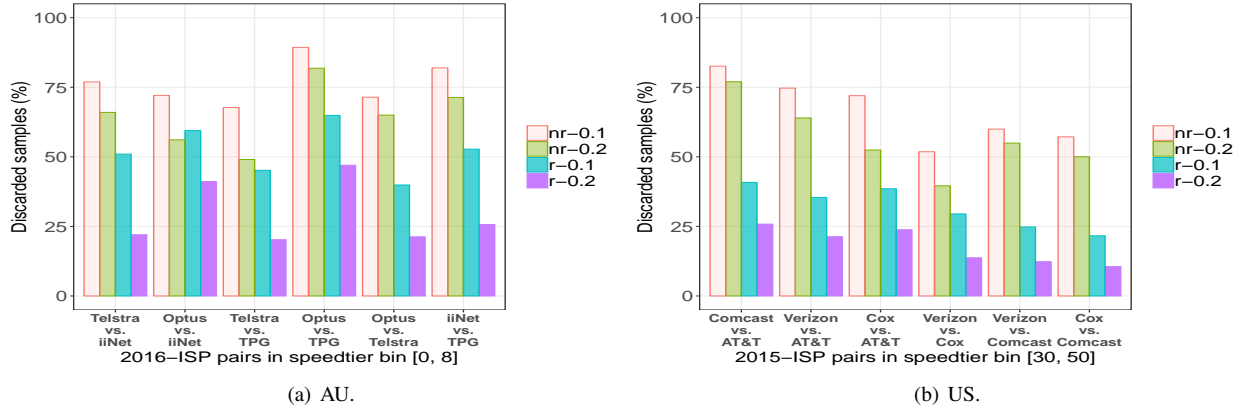 100
75
50
25
0
Discarded samples (%)
Telstra vs. iiNet
Optus vs. iiNet
Telstra vs. TPG
Optus vs. TPG
Optus vs. Telstra
iiNet vs. TPG
2016−ISP pairs in speedtier bin [0, 8]
nr−0.1
nr−0.2
r−0.1
r−0.2
(a) AU.
100
75
50
25
0
Discarded samples (%)
Comcast vs. AT&T
Verizon vs. AT&T
Cox vs. AT&T
Verizon vs. Cox
Verizon vs. Comcast
Cox vs. Comcast
2015−ISP pairs in speedtier bin [30, 50]
nr−0.1
nr−0.2
r−0.1
r−0.2
(b) US.